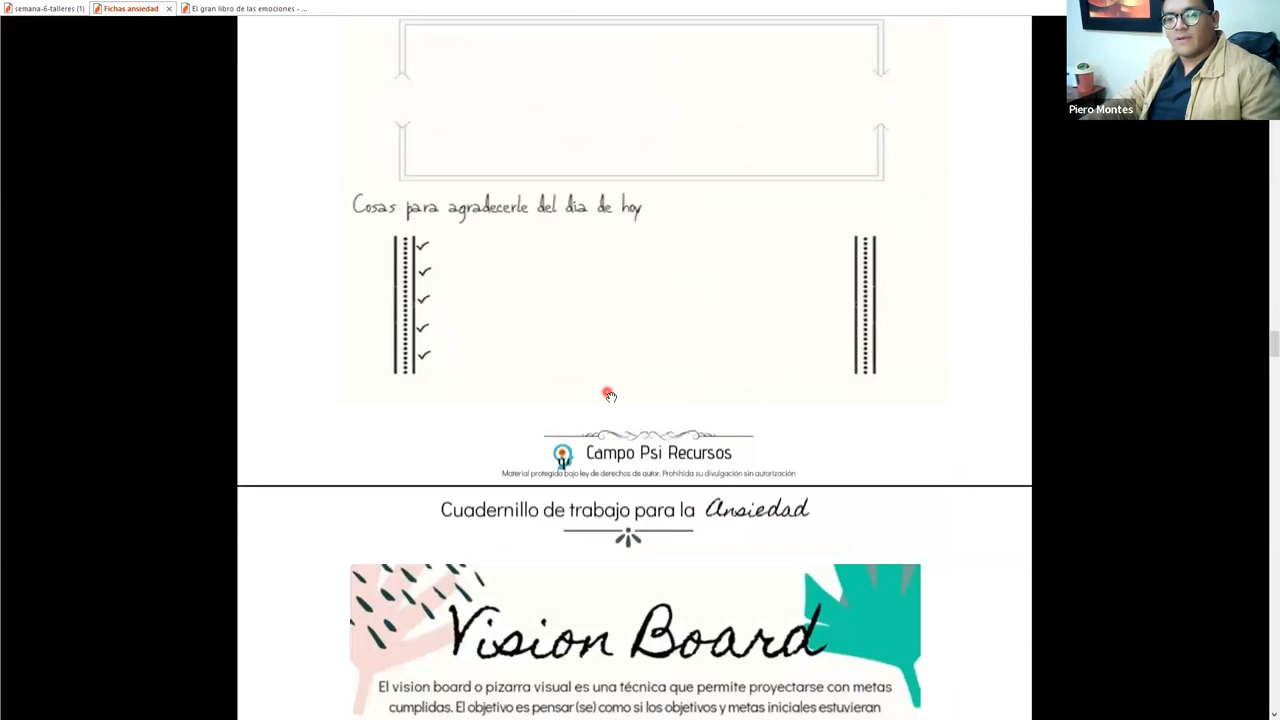 semana-6-talleres (1)
Fichas ansiedad
El gran libro de las emociones - ...
Piero Montes
Cosas para agradecerle del dia de hoy
Campo Psi Recursos
Material protegido bajo ley de derechos de autor. Prohibida su divulgación sin autorización
Cuadernillo de trabajo para la Ansiedad
Vision Board
El vision board o pizarra visual es una técnica que permite proyectarse con metas
cumplidas. El objetivo es pensar (se) como si los objetivos y metas iniciales estuvieran